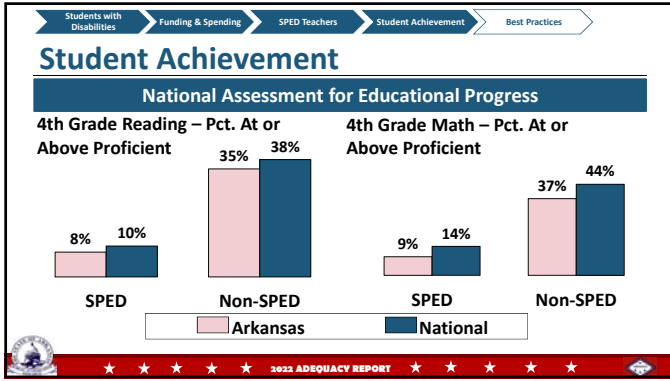 Students with
Disabilities
Funding & Spending
SPED Teachers
Student Achievement
Best Practices
Student Achievement
National Assessment for Educational Progress
4th Grade Reading – Pct. At or
Above Proficient
8%
10%
35%
38%
SPED
Non-SPED
4th Grade Math – Pct. At or
Above Proficient
9%
14%
37%
44%
SPED
Non-SPED
Arkansas
National
2022 ADEQUACY REPORT